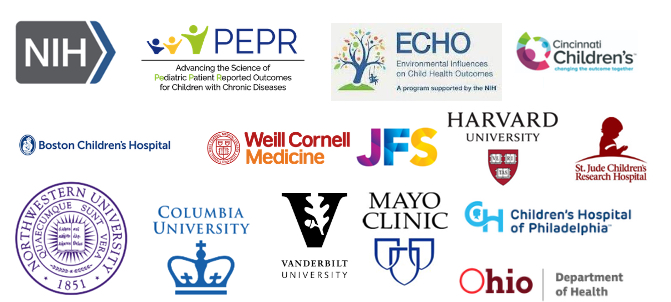 NIH
PEPR
Advancing the Science of
Pediatric Patient Reported Outcomes
for Children with Chronic Diseases
ECHO
Environmental Influences
on Child Health Outcomes
A program supported by the NIH
Cincinnati
Children's™
changing the outcome together
Boston Children's Hospital
Weill Cornell
Medicine
JFS
HARVARD
UNIVERSITY
VE RI TAS
St. Jude Children's
Research Hospital
NORTHWESTERN UNIVERSITY
QUAECUMQUE SUNT VERA
1851
COLUMBIA
UNIVERSITY
V
VANDERBILT
UNIVERSITY
MAYO
CLINIC
CH
Children's Hospital
of Philadelphia™
Ohio
Department
of Health